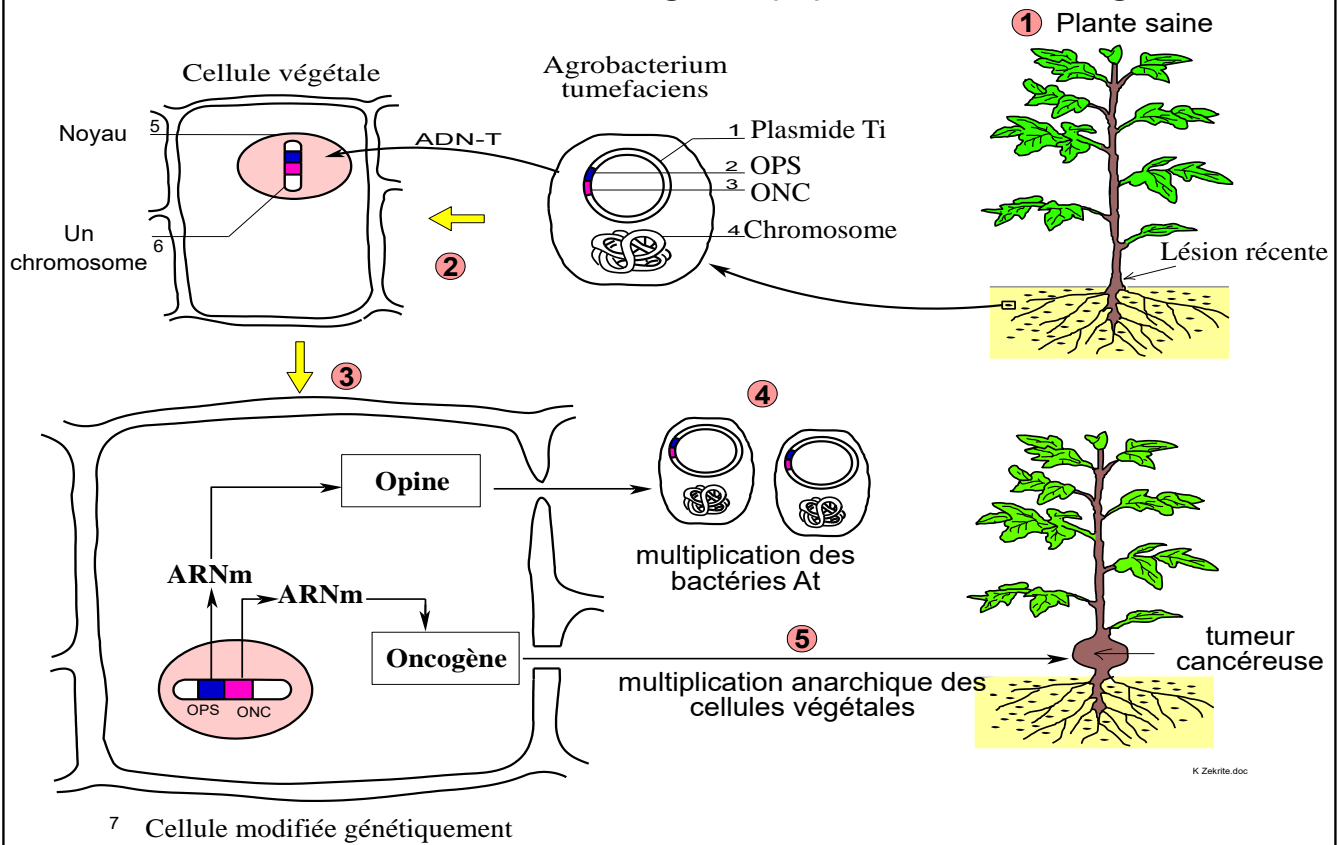 1 Plante saine
Cellule végétale
Agrobacterium
tumefaciens
Noyau 5
ADN-T
1 Plasmide Ti
2 OPS
3 ONC
4 Chromosome
Un
chromosome 6
2
Lésion récente
3
4
Opine
multiplication des
bactéries At
ARNm
ARNm
Oncogène
5
multiplication anarchique des
cellules végétales
tumeur
cancéreuse
OPS ONC
K Zekrite.doc
7 Cellule modifiée génétiquement